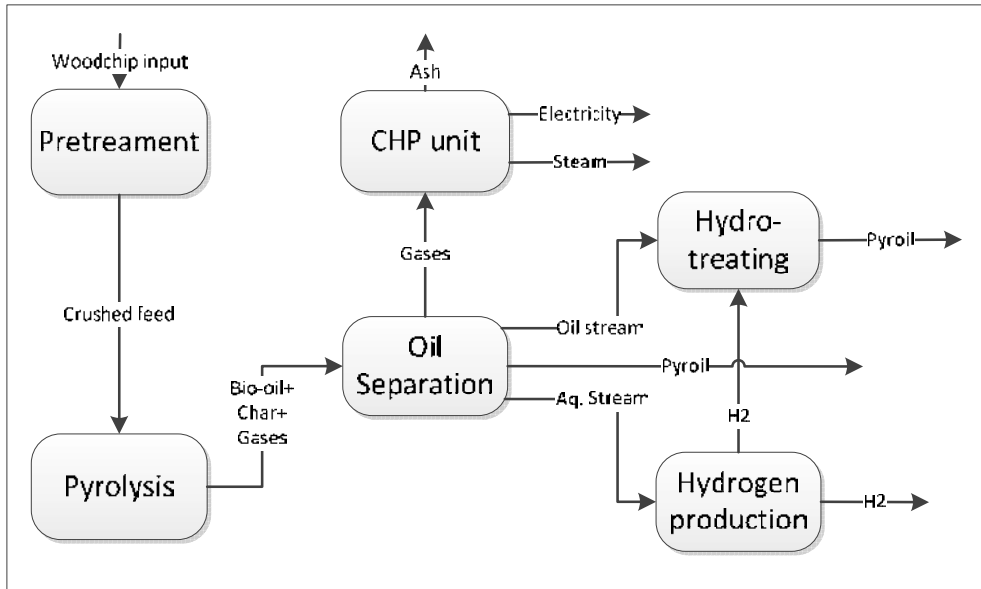 Woodchip input
Pretreament
Crushed feed
Pyrolysis
Bio-oil+
Char+
Gases
Ash
CHP unit
Electricity
Steam
Gases
Oil
Separation
Oil stream
Pyroil
Aq. Stream
Hydro-
treating
Pyroil
H2
Hydrogen
production
H2